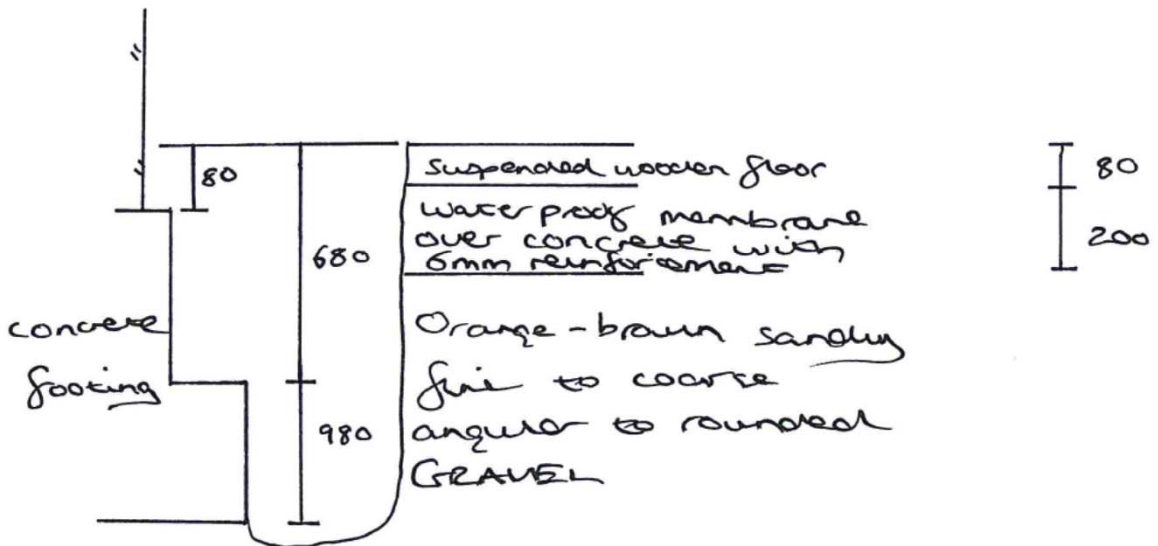 80
suspended wooden floor
80
waterproof membrane
over concrete with
6mm reinforcement
200
680
concrete
footing
Orange-brown sandy
fine to coarse
angular to rounded
GRAVEL
980